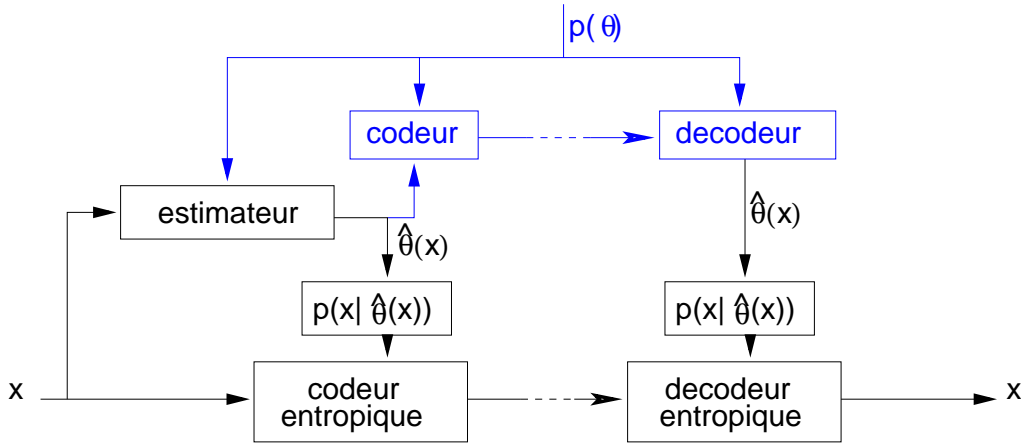 p( θ)
codeur
decodeur
estimateur
θ̂(x)
θ̂(x)
p(x| θ̂(x))
p(x| θ̂(x))
x
codeur
entropique
decodeur
entropique
x